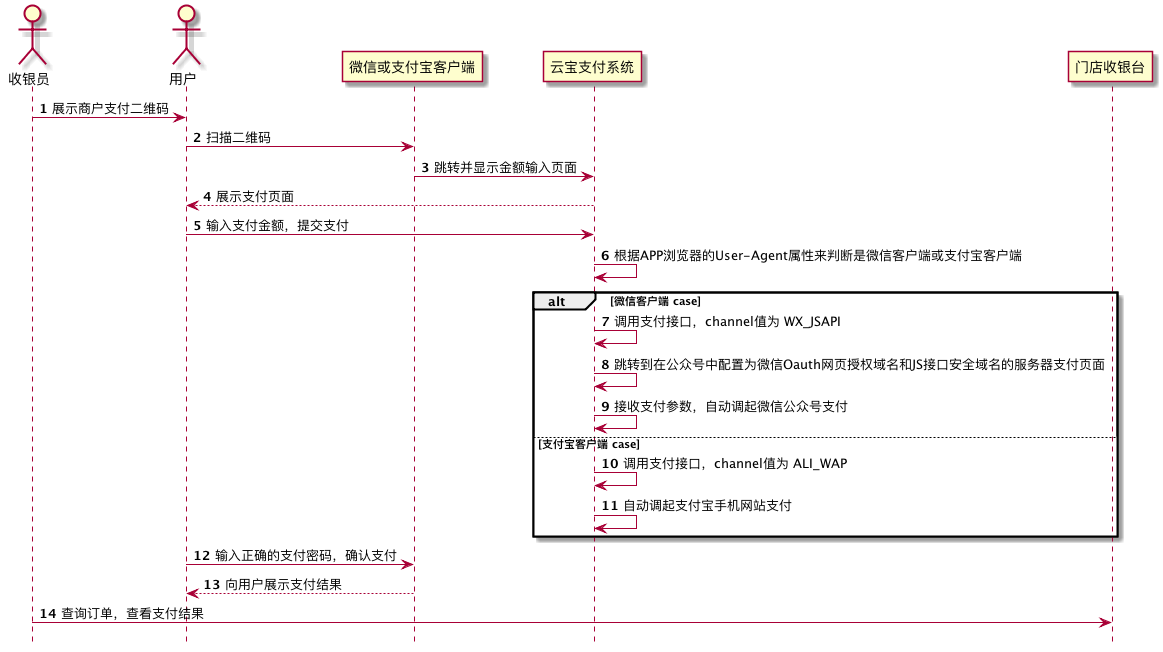 收银员
用户
微信或支付宝客户端
云宝支付系统
门店收银台
1 展示商户支付二维码
2 扫描二维码
3 跳转并显示金额输入页面
4 展示支付页面
5 输入支付金额，提交支付
6 根据APP浏览器的User-Agent属性来判断是微信客户端或支付宝客户端
alt [微信客户端 case]
7 调用支付接口，channel值为 WX_JSAPI
8 跳转到在公众号中配置为微信Oauth网页授权域名和JS接口安全域名的服务器支付页面
9 接收支付参数，自动调起微信公众号支付
[支付宝客户端 case]
10 调用支付接口，channel值为 ALI_WAP
11 自动调起支付宝手机网站支付
12 输入正确的支付密码，确认支付
13 向用户展示支付结果
14 查询订单，查看支付结果